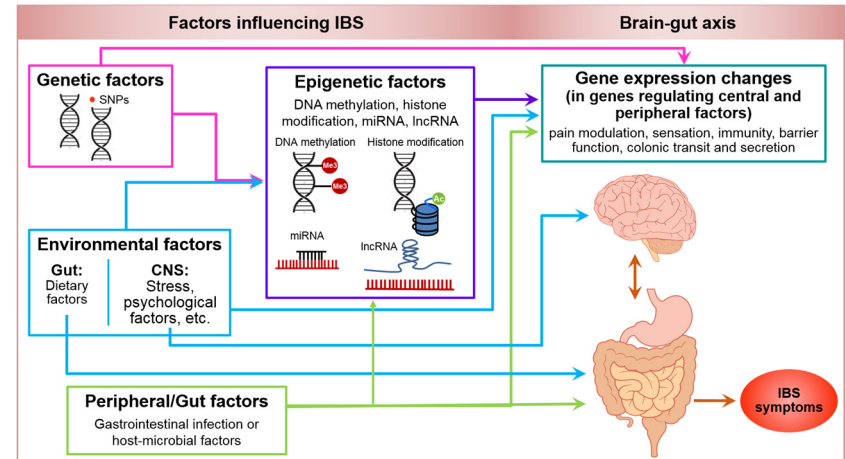 Factors influencing IBS
Brain-gut axis
Genetic factors
SNPs
Epigenetic factors
DNA methylation, histone
modification, miRNA, lncRNA
DNA methylation
Histone modification
Me3
Me3
Ac
miRNA
lncRNA
Gene expression changes
(in genes regulating central and
peripheral factors)
pain modulation, sensation, immunity, barrier
function, colonic transit and secretion
Environmental factors
Gut:
Dietary
factors
CNS:
Stress,
psychological
factors, etc.
Peripheral/Gut factors
Gastrointestinal infection or
host-microbial factors
IBS
symptoms